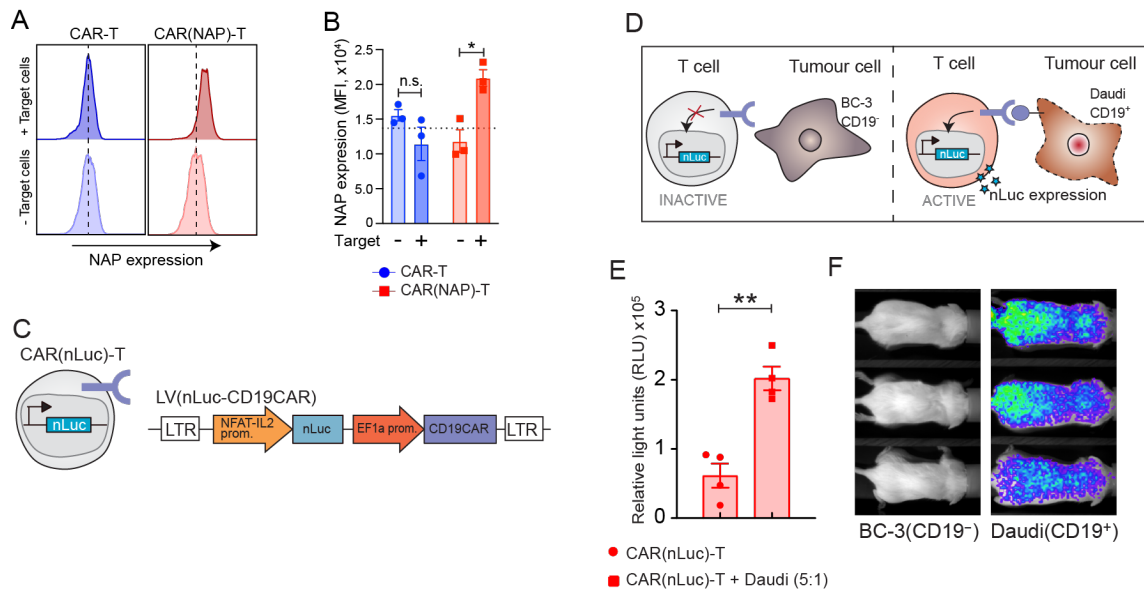 A
CAR-T
CAR(NAP)-T
+ Target cells
- Target cells
NAP expression
B
NAP expression (MFI, x10⁴)
2.5
2.0
1.5
1.0
0.5
0
n.s.
*
Target - + - +
CAR-T
CAR(NAP)-T
C
CAR(nLuc)-T
nLuc
LV(nLuc-CD19CAR)
LTR
NFAT-IL2
prom.
nLuc
EF1a prom.
CD19CAR
LTR
D
T cell
Tumour cell
BC-3
CD19⁻
nLuc
INACTIVE
T cell
Tumour cell
Daudi
CD19⁺
nLuc
ACTIVE
nLuc expression
E
Relative light units (RLU) x10⁵
3
2
1
0
**
CAR(nLuc)-T
CAR(nLuc)-T + Daudi (5:1)
F
BC-3(CD19⁻)
Daudi(CD19⁺)